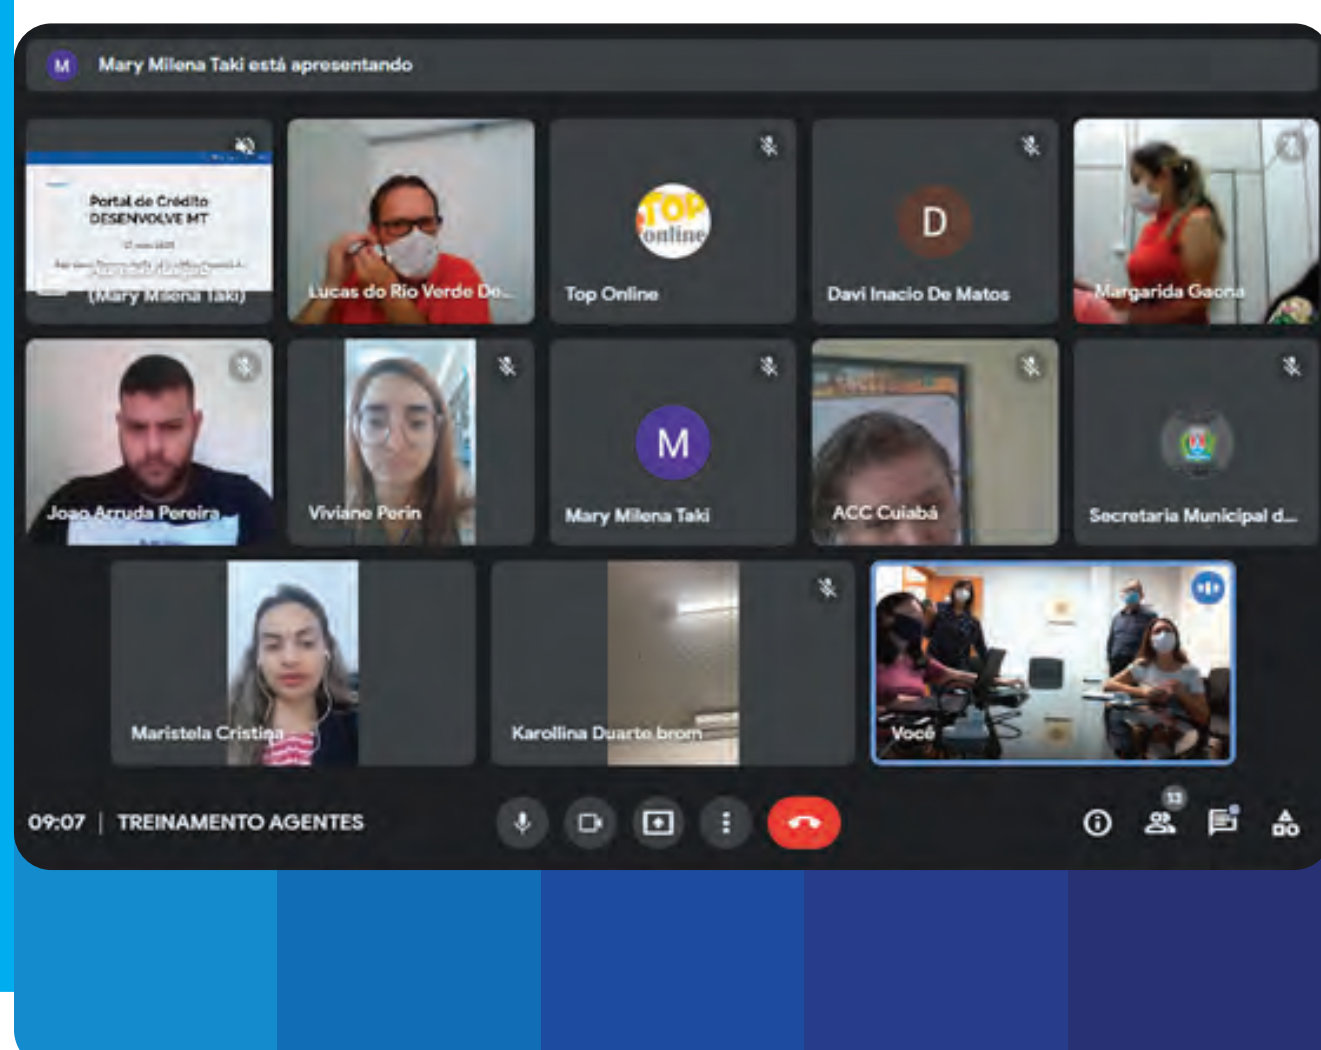 M Mary Milena Taki está apresentando
Portal de Crédito
DESENVOLVE MT
(Mary Milena Taki)
Lucas do Rio Verde De...
TOP
online
Top Online
D
Davi Inacio De Matos
Margarida Gaona
Joao Arruda Pereira
Viviane Perin
M
Mary Milena Taki
ACC Cuiabá
Secretaria Municipal d...
Maristela Cristina
Karollina Duarte brom
Você
09:07 | TREINAMENTO AGENTES
13